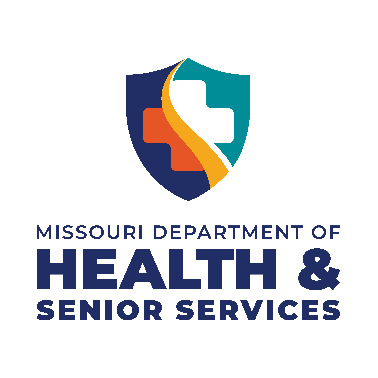 MISSOURI DEPARTMENT OF
HEALTH &
SENIOR SERVICES